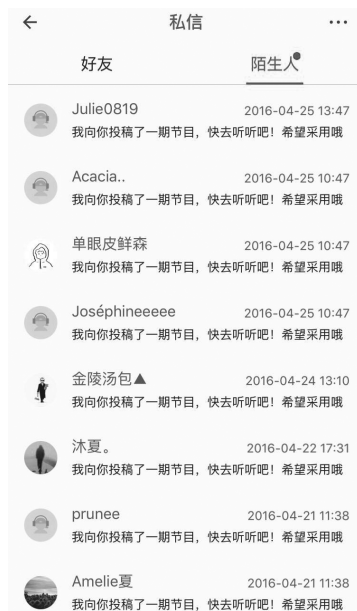 私信
好友 陌生人
Julie0819 2016-04-25 13:47
我向你投稿了一期节目，快去听听吧！希望采用哦
Acacia.. 2016-04-25 10:47
我向你投稿了一期节目，快去听听吧！希望采用哦
单眼皮鲜森 2016-04-25 10:47
我向你投稿了一期节目，快去听听吧！希望采用哦
Joséphineeeee 2016-04-25 10:47
我向你投稿了一期节目，快去听听吧！希望采用哦
金陵汤包▲ 2016-04-24 13:10
我向你投稿了一期节目，快去听听吧！希望采用哦
沐夏。 2016-04-22 17:31
我向你投稿了一期节目，快去听听吧！希望采用哦
prunee 2016-04-21 11:38
我向你投稿了一期节目，快去听听吧！希望采用哦
Amelie夏 2016-04-21 11:38
我向你投稿了一期节目，快去听听吧！希望采用哦